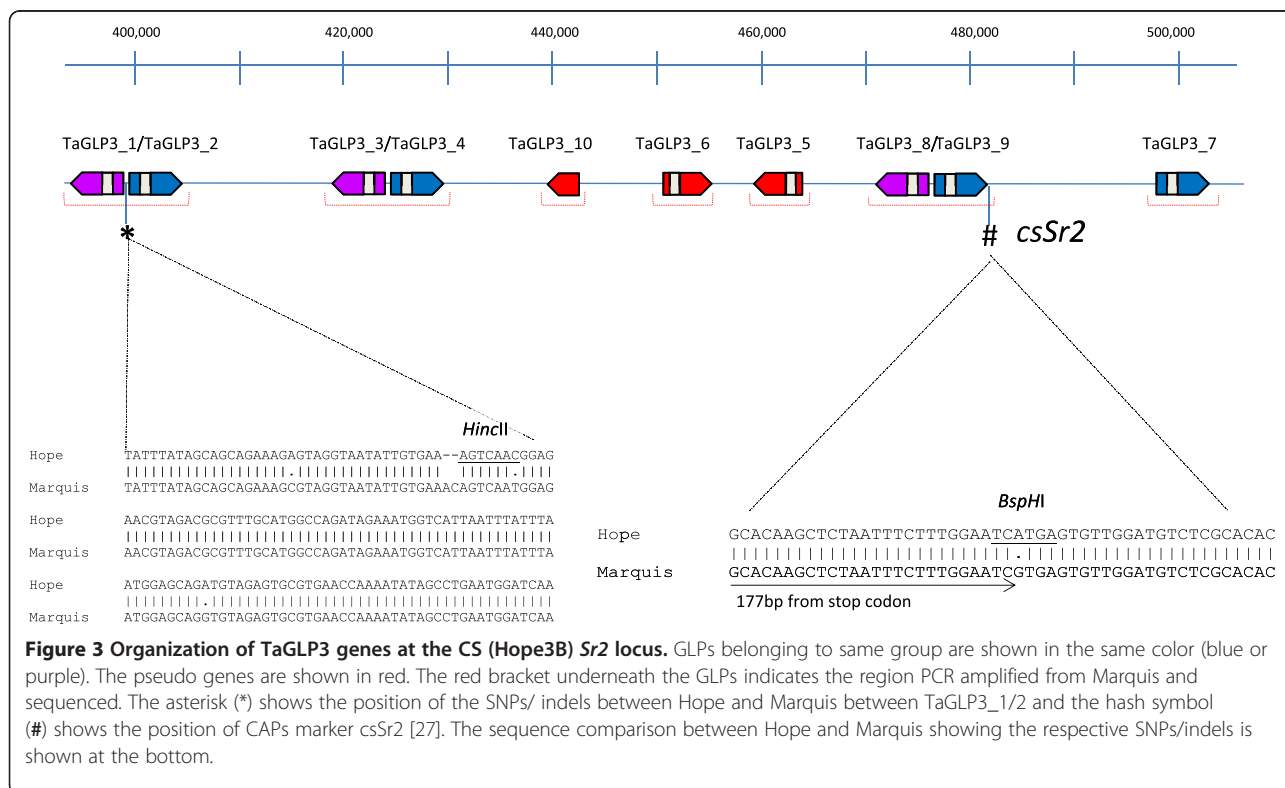 400,000 420,000 440,000 460,000 480,000 500,000
TaGLP3_1/TaGLP3_2 TaGLP3_3/TaGLP3_4 TaGLP3_10 TaGLP3_6 TaGLP3_5 TaGLP3_8/TaGLP3_9 TaGLP3_7
* # csSr2
HincII
Hope TATTTATAGCAGCAGAAAGAGTAGGTAATATTGTGAA--AGTCAACGGAG
Marquis TATTTATAGCAGCAGAAAGCGTAGGTAATATTGTGAAACAGTCAATGGAG
Hope AACGTAGACGCGTTTGCATGGCCAGATAGAAATGGTCATTAATTTATTTA
Marquis AACGTAGACGCGTTTGCATGGCCAGATAGAAATGGTCATTAATTTATTTA
Hope ATGGAGCAGATGTAGAGTGCGTGAACCAAAATATAGCCTGAATGGATCAA
Marquis ATGGAGCAGGTGTAGAGTGCGTGAACCAAAATATAGCCTGAATGGATCAA
BspHI
Hope GCACAAGCTCTAATTTCTTTGGAATCATGAGTGTTGGATGTCTCGCACAC
Marquis GCACAAGCTCTAATTTCTTTGGAATCGTGAGTGTTGGATGTCTCGCACAC
177bp from stop codon
Figure 3 Organization of TaGLP3 genes at the CS (Hope3B) Sr2 locus. GLPs belonging to same group are shown in the same color (blue or
purple). The pseudo genes are shown in red. The red bracket underneath the GLPs indicates the region PCR amplified from Marquis and
sequenced. The asterisk (*) shows the position of the SNPs/ indels between Hope and Marquis between TaGLP3_1/2 and the hash symbol
(#) shows the position of CAPs marker csSr2 [27]. The sequence comparison between Hope and Marquis showing the respective SNPs/indels is
shown at the bottom.